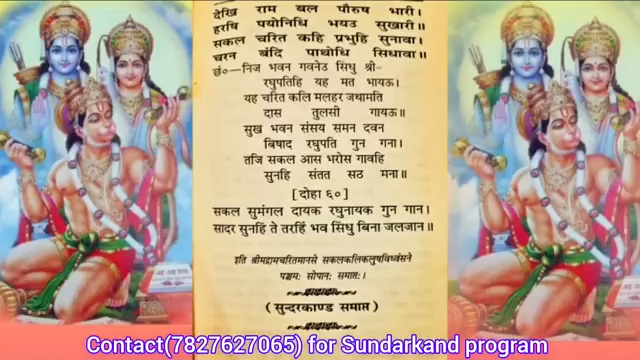 देखि राम बल पौरुष भारी।
हरषि पयोनिधि भयउ सुखारी॥
सकल चरित कहि प्रभुहि सुनावा।
चरन बंदि पाथोधि सिधावा॥
छं०—निज भवन गवनेउ सिंधु श्री-
रघुपतिहि यह मत भायऊ।
यह चरित कलि मलहर जथामति
दास तुलसी गायऊ॥
सुख भवन संसय समन दवन
बिषाद रघुपति गुन गना।
तजि सकल आस भरोस गावहि
सुनहि संतत सठ मना॥
[दोहा ६०]
सकल सुमंगल दायक रघुनायक गुन गान।
सादर सुनहिं ते तरहिं भव सिंधु बिना जलजान॥
इति श्रीमद्रामचरितमानसे सकलकलिकलुषविध्वंसने
पञ्चमः सोपानः समाप्तः।
(सुन्दरकाण्ड समाप्त)
Contact(7827627065) for Sundarkand program